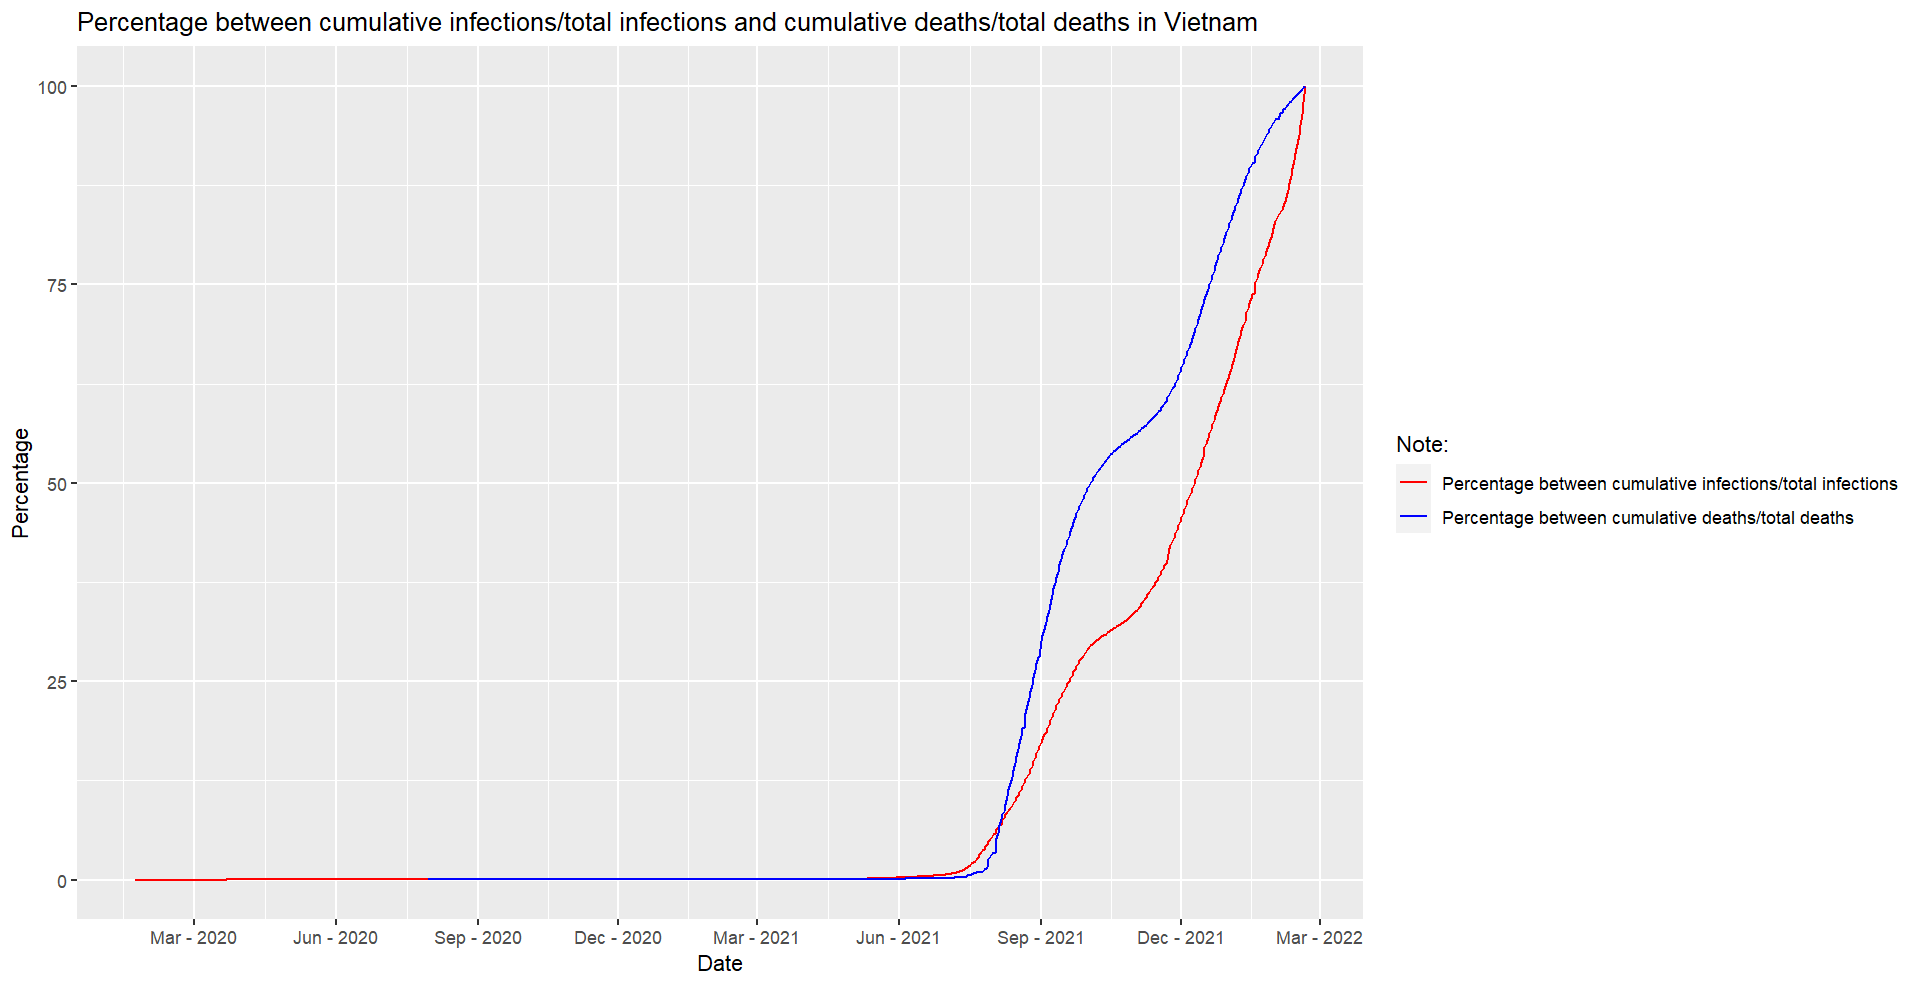 Percentage between cumulative infections/total infections and cumulative deaths/total deaths in Vietnam
100
75
50
25
0
Percentage
Mar - 2020
Jun - 2020
Sep - 2020
Dec - 2020
Mar - 2021
Jun - 2021
Sep - 2021
Dec - 2021
Mar - 2022
Date
Note:
Percentage between cumulative infections/total infections
Percentage between cumulative deaths/total deaths